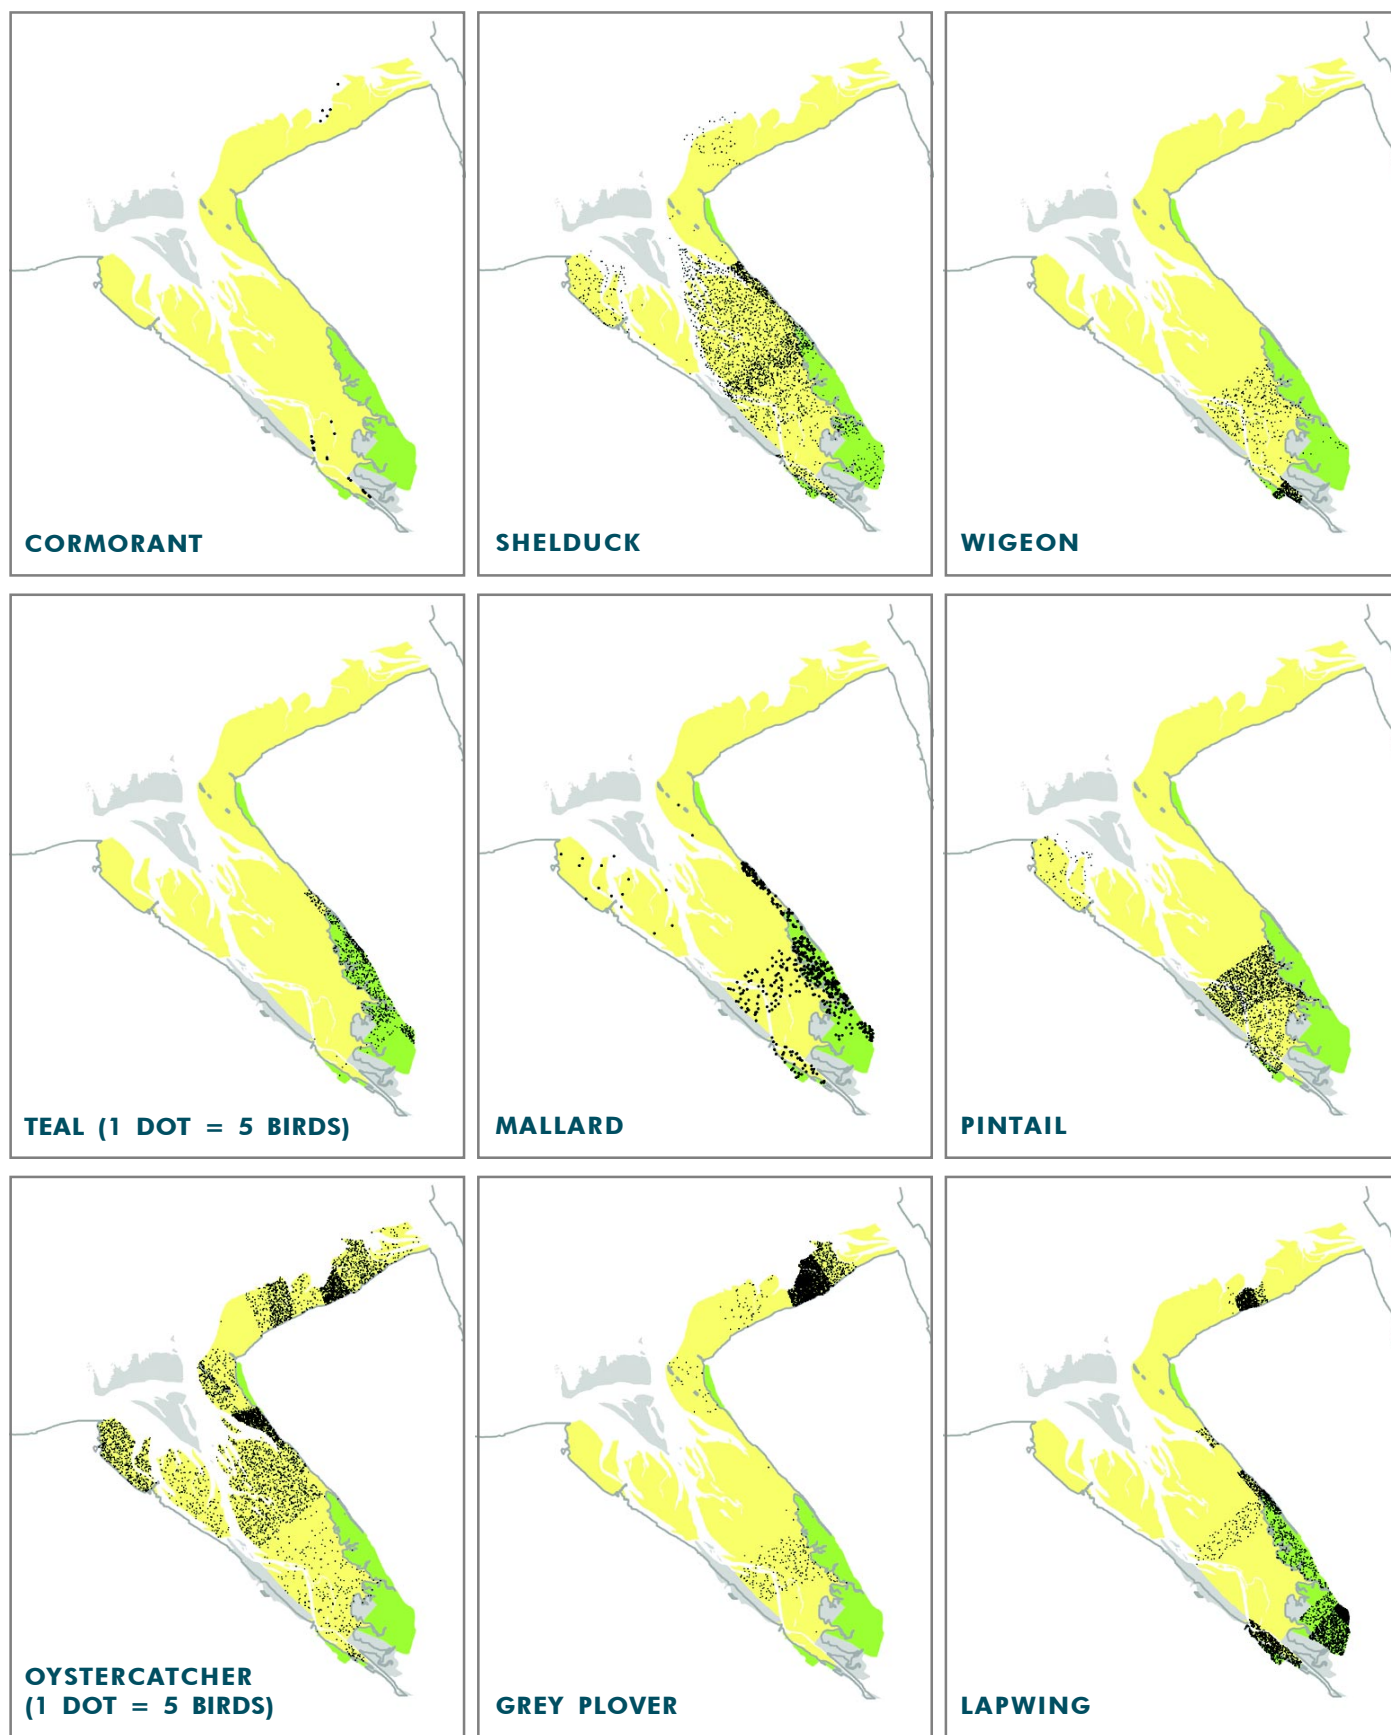 CORMORANT
SHELDUCK
WIGEON
TEAL (1 DOT = 5 BIRDS)
MALLARD
PINTAIL
OYSTERCATCHER
(1 DOT = 5 BIRDS)
GREY PLOVER
LAPWING